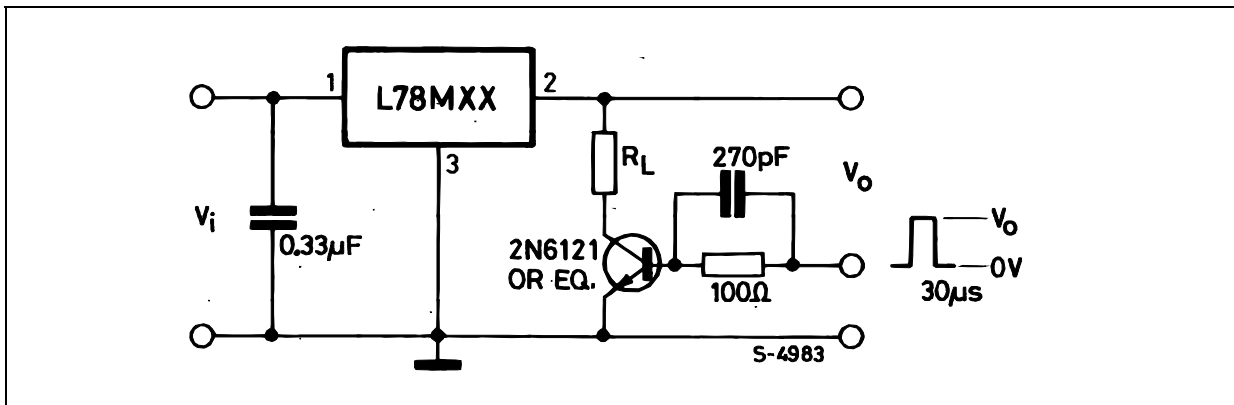 1
L78MXX
2
3
RL
270pF
Vo
Vi
0.33µF
2N6121
OR EQ.
100Ω
Vo
0V
30µs
S-4983